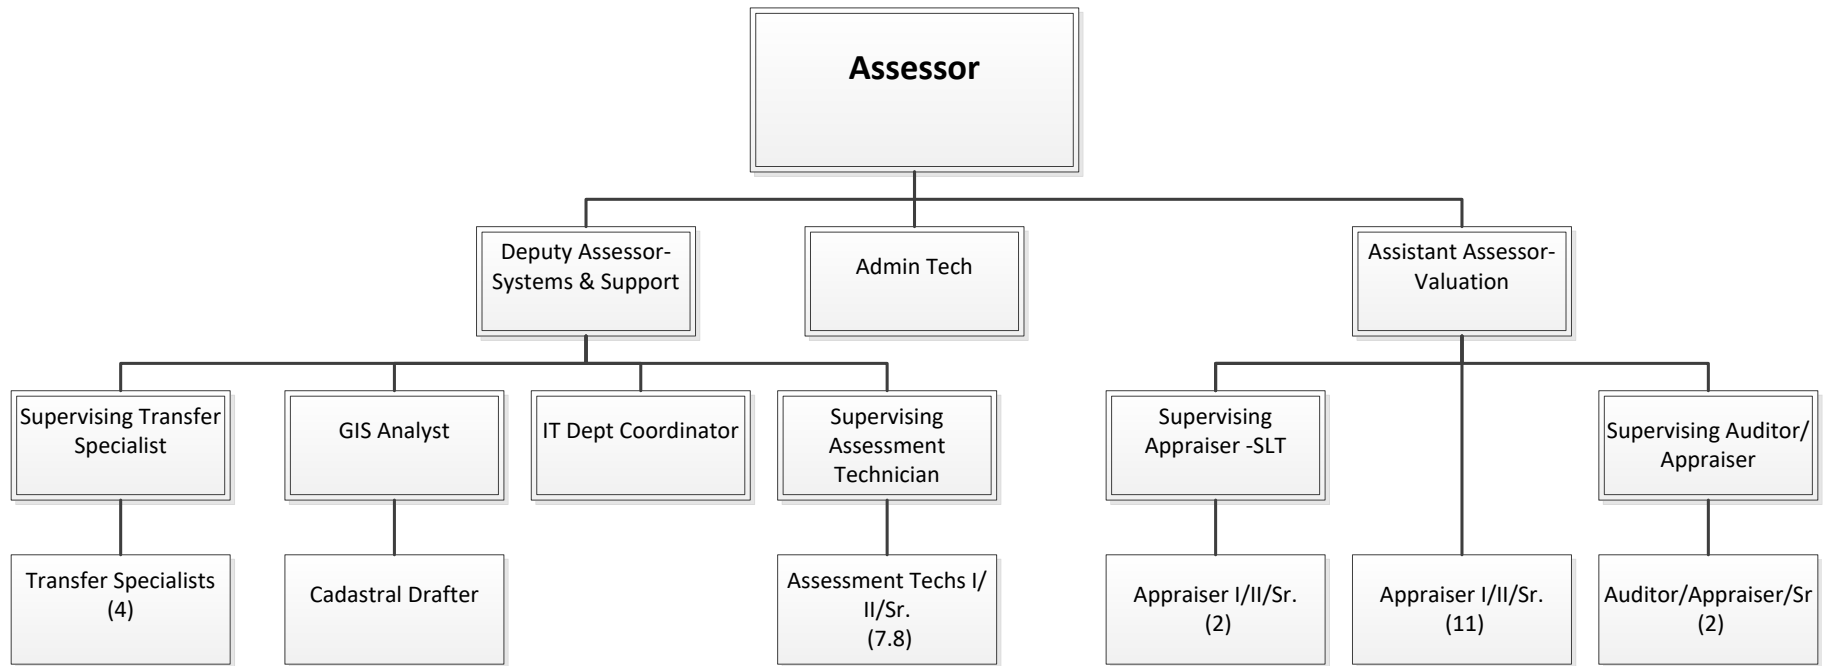 Assessor
Deputy Assessor-
Systems & Support
Admin Tech
Assistant Assessor-
Valuation
Supervising Transfer
Specialist
GIS Analyst
IT Dept Coordinator
Supervising
Assessment
Technician
Supervising
Appraiser -SLT
Supervising Auditor/
Appraiser
Transfer Specialists
(4)
Cadastral Drafter
Assessment Techs I/
II/Sr.
(7.8)
Appraiser I/II/Sr.
(2)
Appraiser I/II/Sr.
(11)
Auditor/Appraiser/Sr
(2)